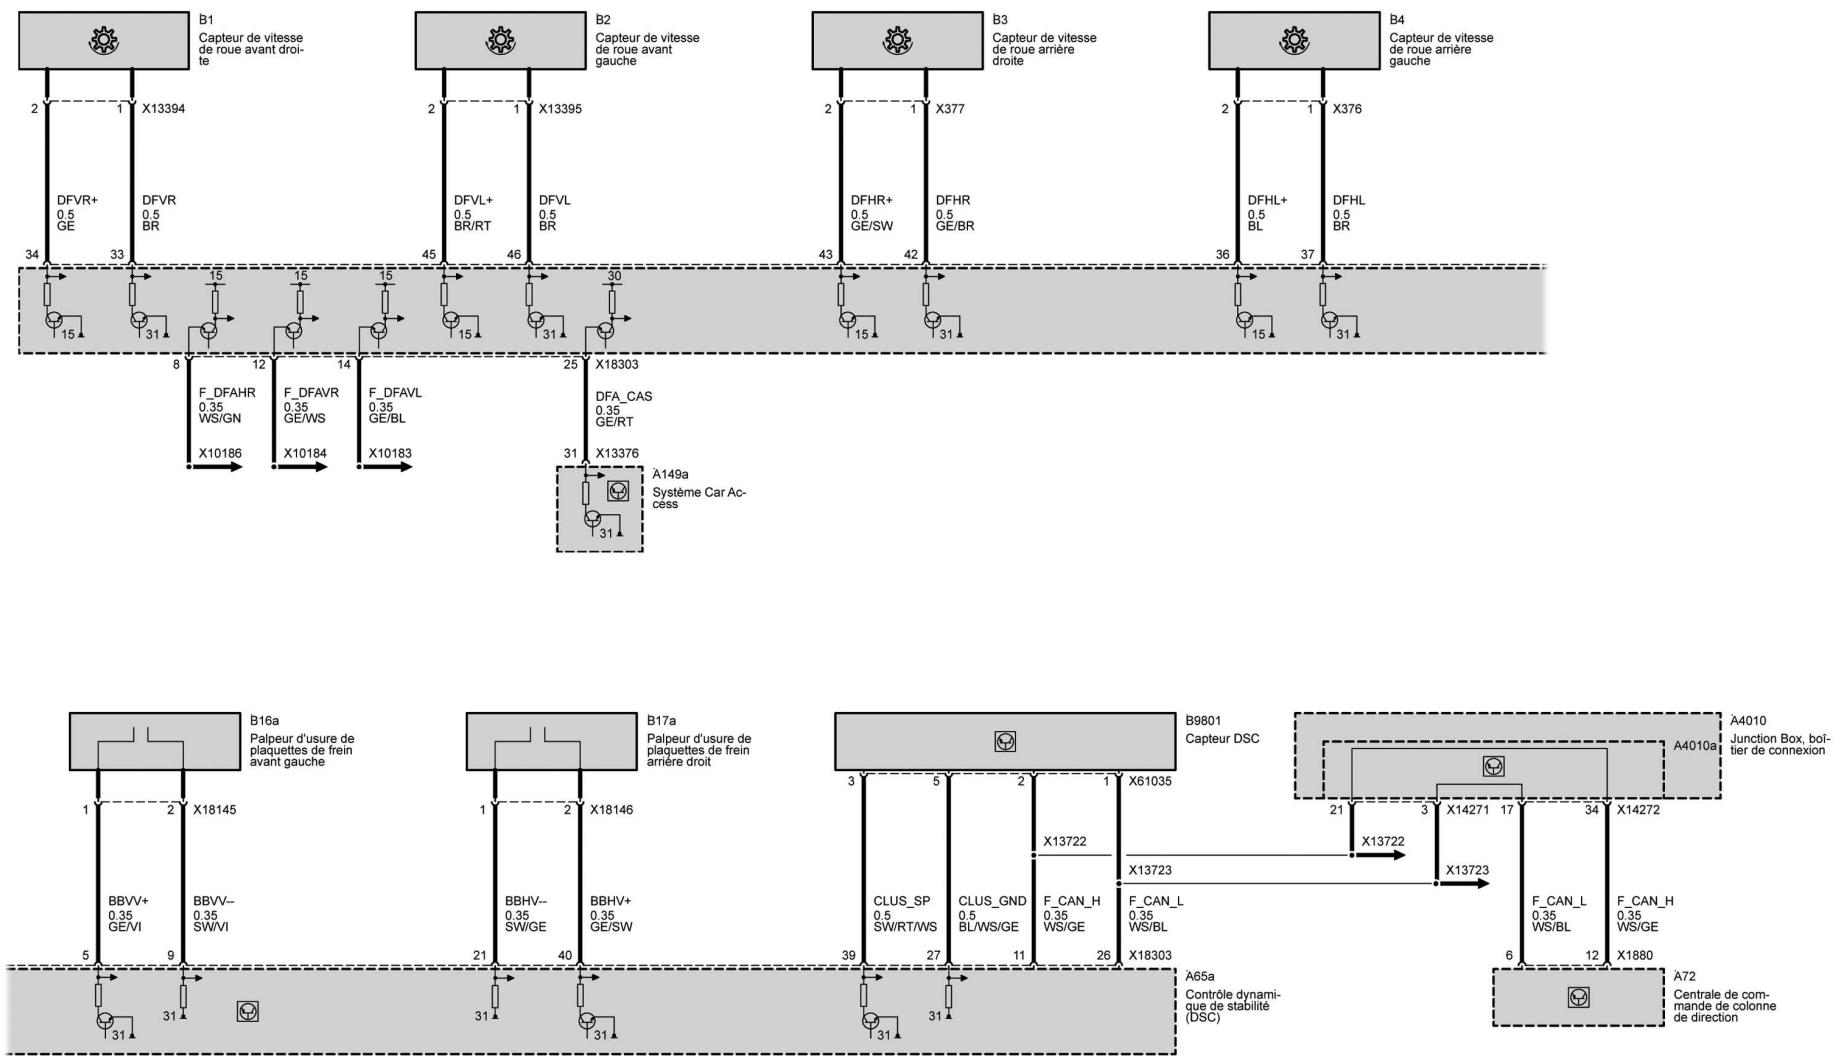 B1
Capteur de vitesse
de roue avant droi-
te
B2
Capteur de vitesse
de roue avant
gauche
B3
Capteur de vitesse
de roue arrière
droite
B4
Capteur de vitesse
de roue arrière
gauche
2 1 X13394
2 1 X13395
2 1 X377
2 1 X376
DFVR+
0.5
GE
DFVR
0.5
BR
DFVL+
0.5
BR/RT
DFVL
0.5
BR
DFHR+
0.5
GE/SW
DFHR
0.5
GE/BR
DFHL+
0.5
BL
DFHL
0.5
BR
34 33 45 46 43 42 36 37
15 15 15 30
15 31 15 31 15 31 15 31
8 12 14 25 X18303
F_DFAHR
0.35
WS/GN
F_DFAVR
0.35
GE/WS
F_DFAVL
0.35
GE/BL
DFA_CAS
0.35
GE/RT
X10186 X10184 X10183
31 X13376
A149a
Système Car Ac-
cess
31
B16a
Palpeur d'usure de
plaquettes de frein
avant gauche
B17a
Palpeur d'usure de
plaquettes de frein
arrière droit
B9801
Capteur DSC
A4010
Junction Box, boî-
tier de connexion
A4010a
1 2 X18145
1 2 X18146
3 5 2 1 X61035
21 3 X14271 17 34 X14272
X13722 X13722
X13723 X13723
BBVV+
0.35
GE/VI
BBVV--
0.35
SW/VI
BBHV--
0.35
SW/GE
BBHV+
0.35
GE/SW
CLUS_SP
0.5
SW/RT/WS
CLUS_GND
0.5
BL/WS/GE
F_CAN_H
0.35
WS/GE
F_CAN_L
0.35
WS/BL
F_CAN_L
0.35
WS/BL
F_CAN_H
0.35
WS/GE
5 9 21 40 39 27 11 26 X18303
6 12 X1880
31 31 31 31 31 31
A65a
Contrôle dynami-
que de stabilité
(DSC)
A72
Centrale de com-
mande de colonne
de direction